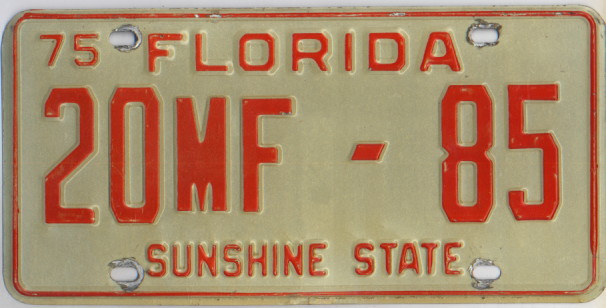 75 FLORIDA
20MF - 85
SUNSHINE STATE